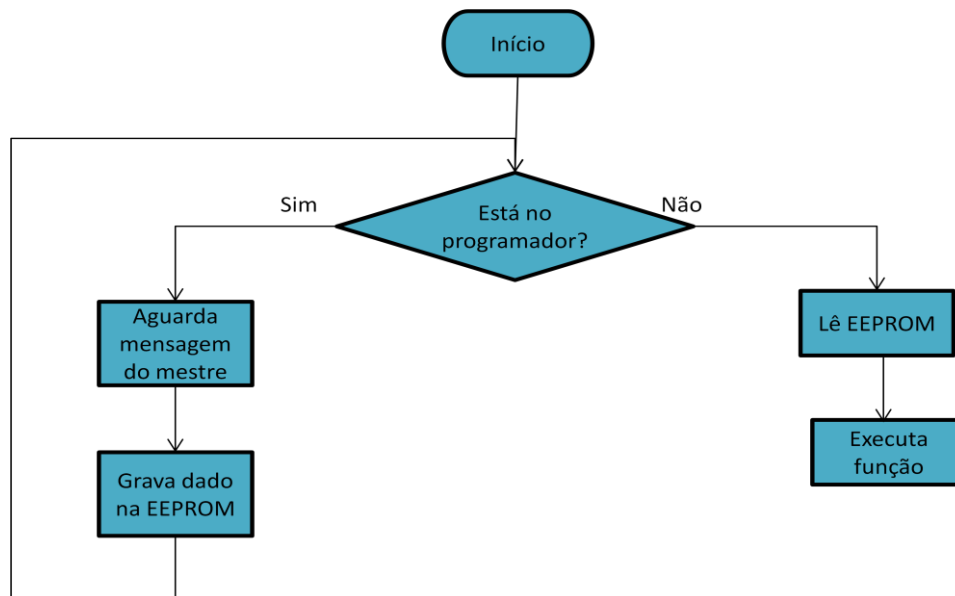 Início
Sim
Não
Está no
programador?
Aguarda
mensagem
do mestre
Lê EEPROM
Grava dado
na EEPROM
Executa
função